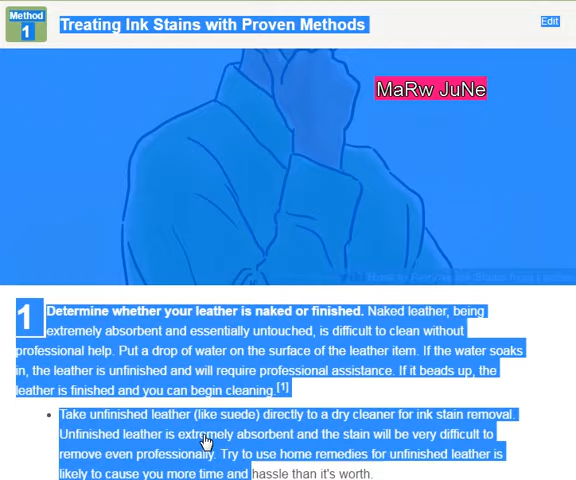 Method
1
Treating Ink Stains with Proven Methods
Edit
MaRw JuNe
1
Determine whether your leather is naked or finished. Naked leather, being
extremely absorbent and essentially untouched, is difficult to clean without
professional help. Put a drop of water on the surface of the leather item. If the water soaks
in, the leather is unfinished and will require professional assistance. If it beads up, the
leather is finished and you can begin cleaning.[1]
• Take unfinished leather (like suede) directly to a dry cleaner for ink stain removal.
Unfinished leather is extremely absorbent and the stain will be very difficult to
remove even professionally. Try to use home remedies for unfinished leather is
likely to cause you more time and hassle than it's worth.